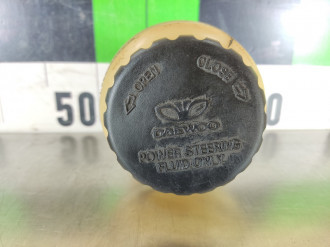 OPEN CLOSE
50
DAEWOO
POWER STEERING
FLUID ONLY